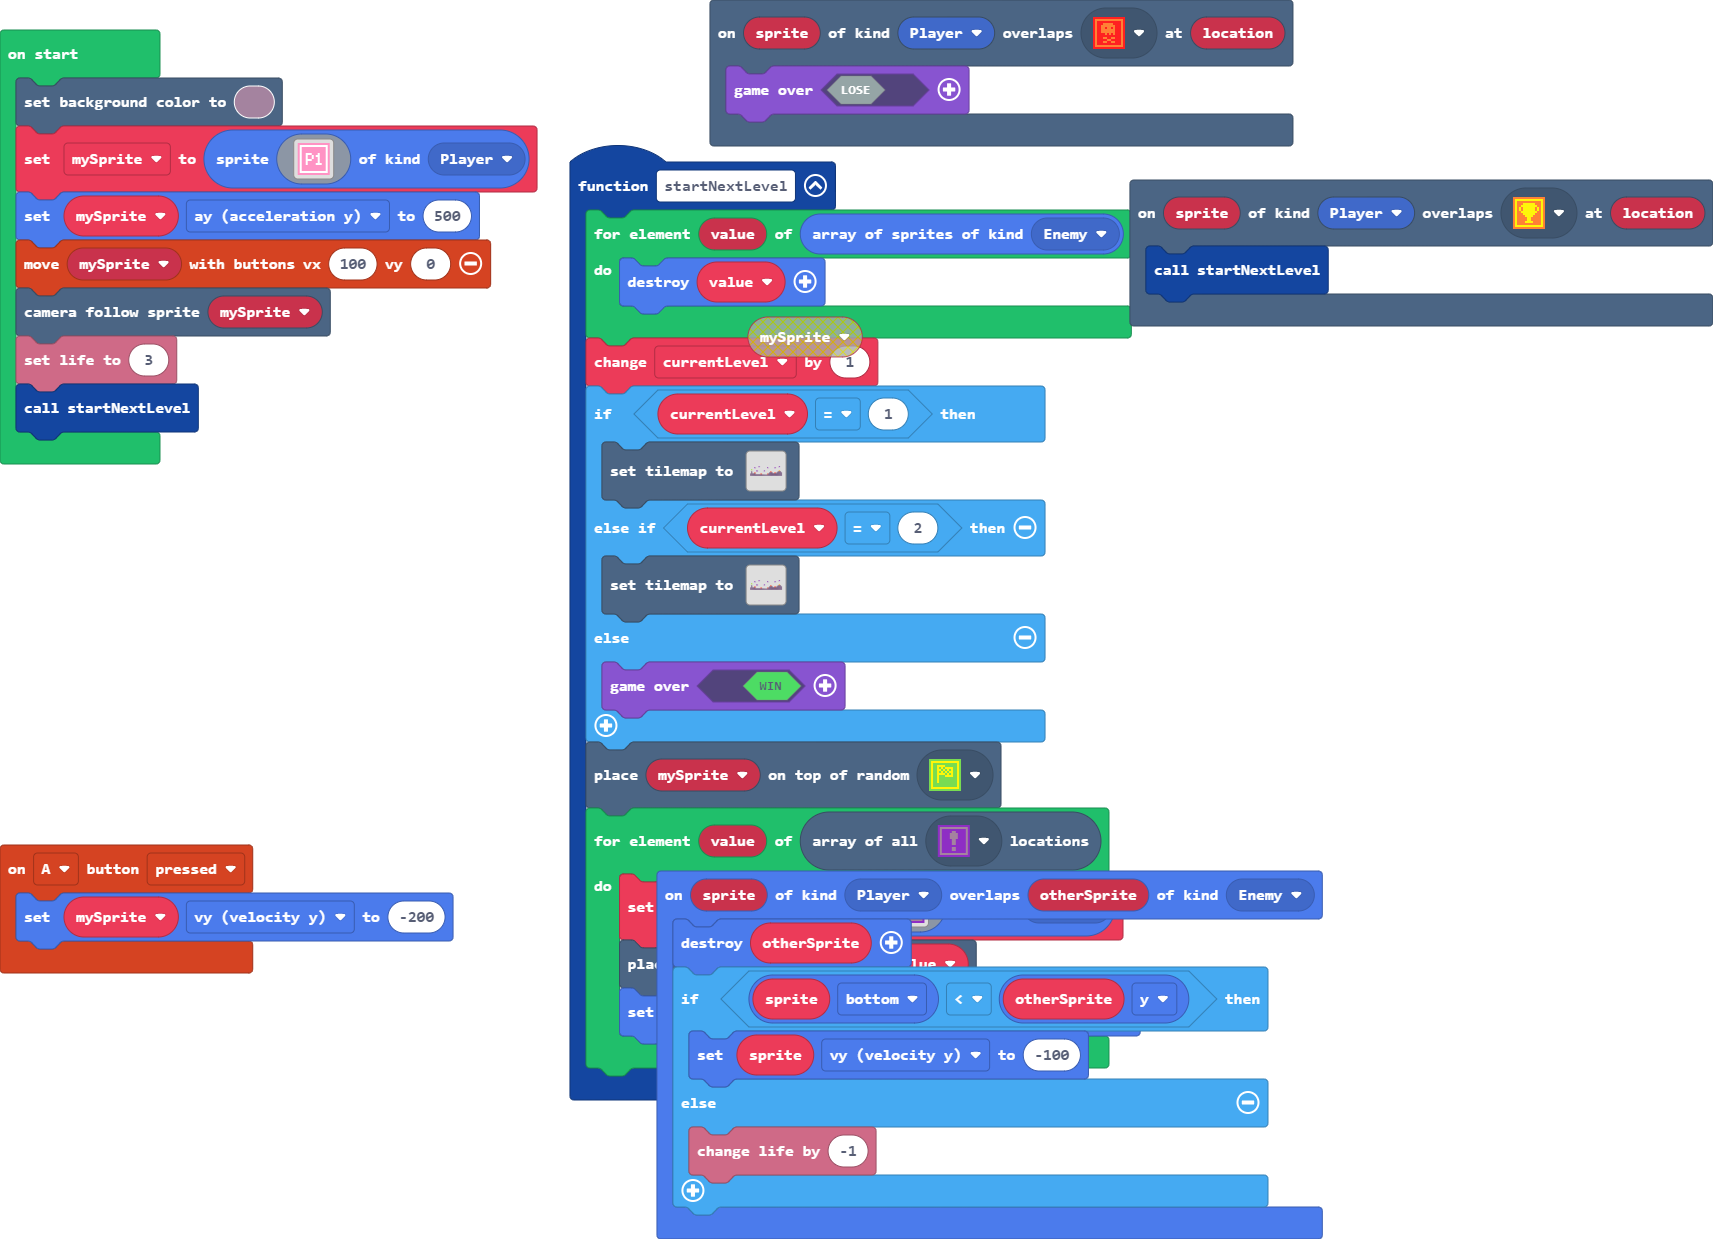 on start
set background color to
set mySprite to sprite P1 of kind Player
set mySprite ay (acceleration y) to 500
move mySprite with buttons vx 100 vy 0
camera follow sprite mySprite
set life to 3
call startNextLevel
on A button pressed
set mySprite vy (velocity y) to -200
on sprite of kind Player overlaps at location
game over LOSE
function startNextLevel
for element value of array of sprites of kind Enemy
do
destroy value
mySprite
change currentLevel by 1
if currentLevel = 1 then
set tilemap to
else if currentLevel = 2 then
set tilemap to
else
game over WIN
place mySprite on top of random
for element value of array of all locations
do
set
set
on sprite of kind Player overlaps at location
call startNextLevel
on sprite of kind Player overlaps otherSprite of kind Enemy
destroy otherSprite
if sprite bottom < otherSprite y then
set sprite vy (velocity y) to -100
else
change life by -1